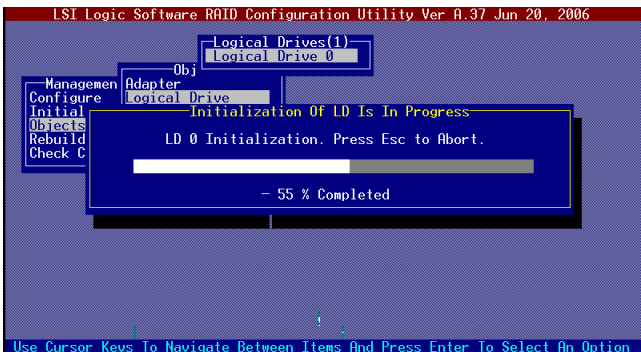 LSI Logic Software RAID Configuration Utility Ver A.37 Jun 20, 2006
Logical Drives(1)
Logical Drive 0
Obj
Adapter
Logical Drive
Managemen
Configure
Initial
Objects
Rebuild
Check C
Initialization Of LD Is In Progress
LD 0 Initialization. Press Esc to Abort.
- 55 % Completed
Use Cursor Keys To Navigate Between Items And Press Enter To Select An Option